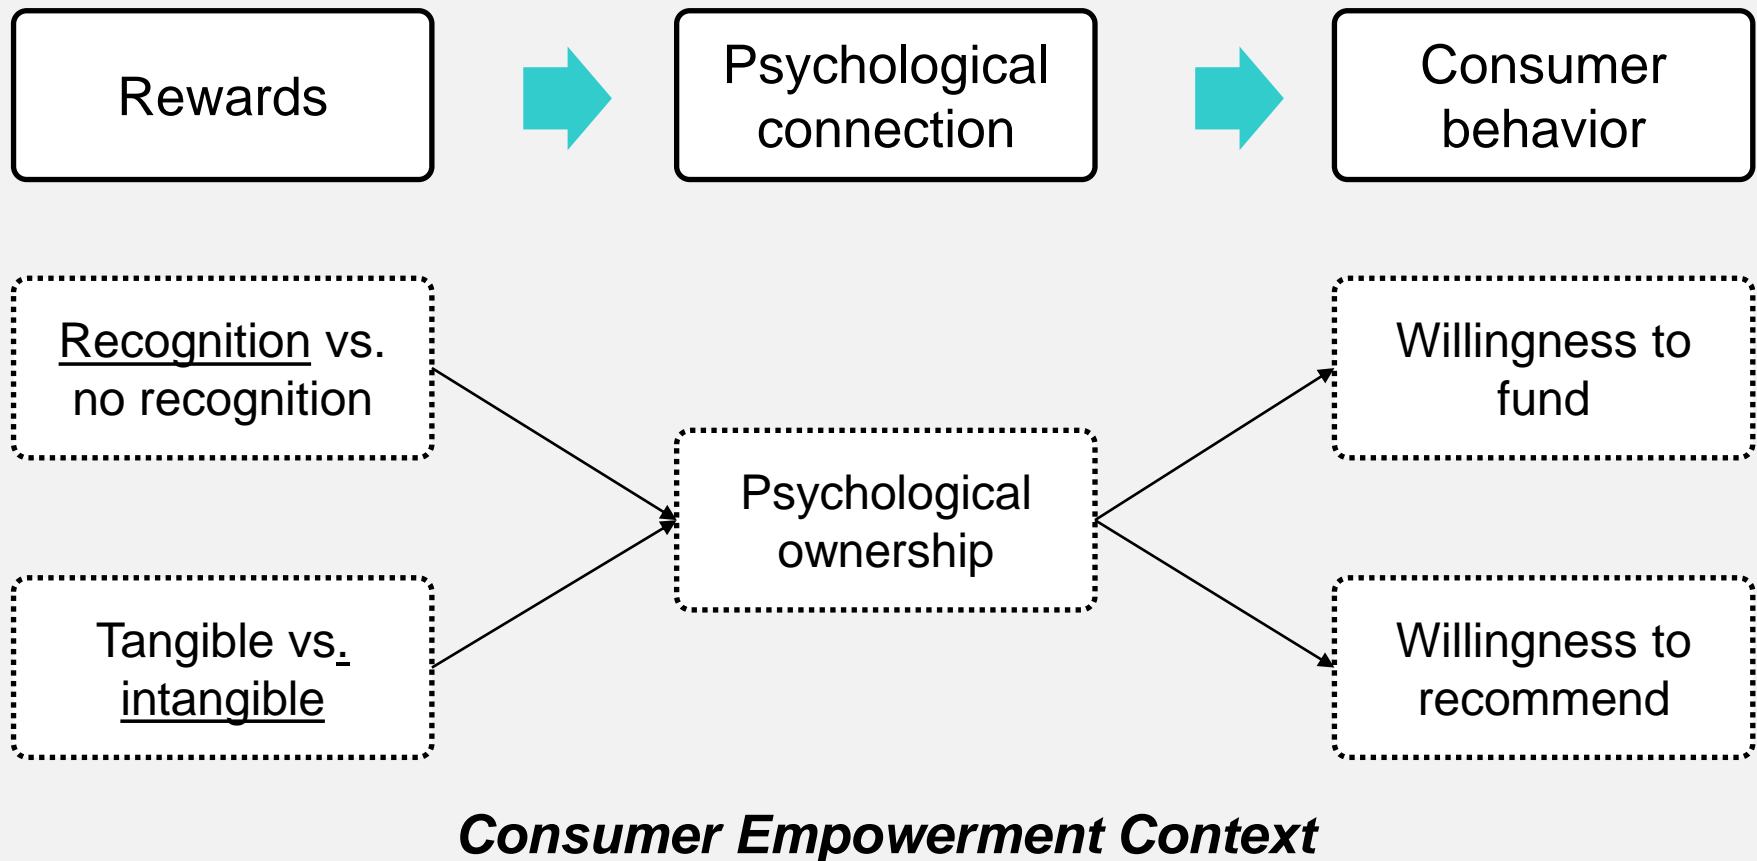 Rewards
Psychological
connection
Consumer
behavior
Recognition vs.
no recognition
Tangible vs.
intangible
Psychological
ownership
Willingness to
fund
Willingness to
recommend
Consumer Empowerment Context